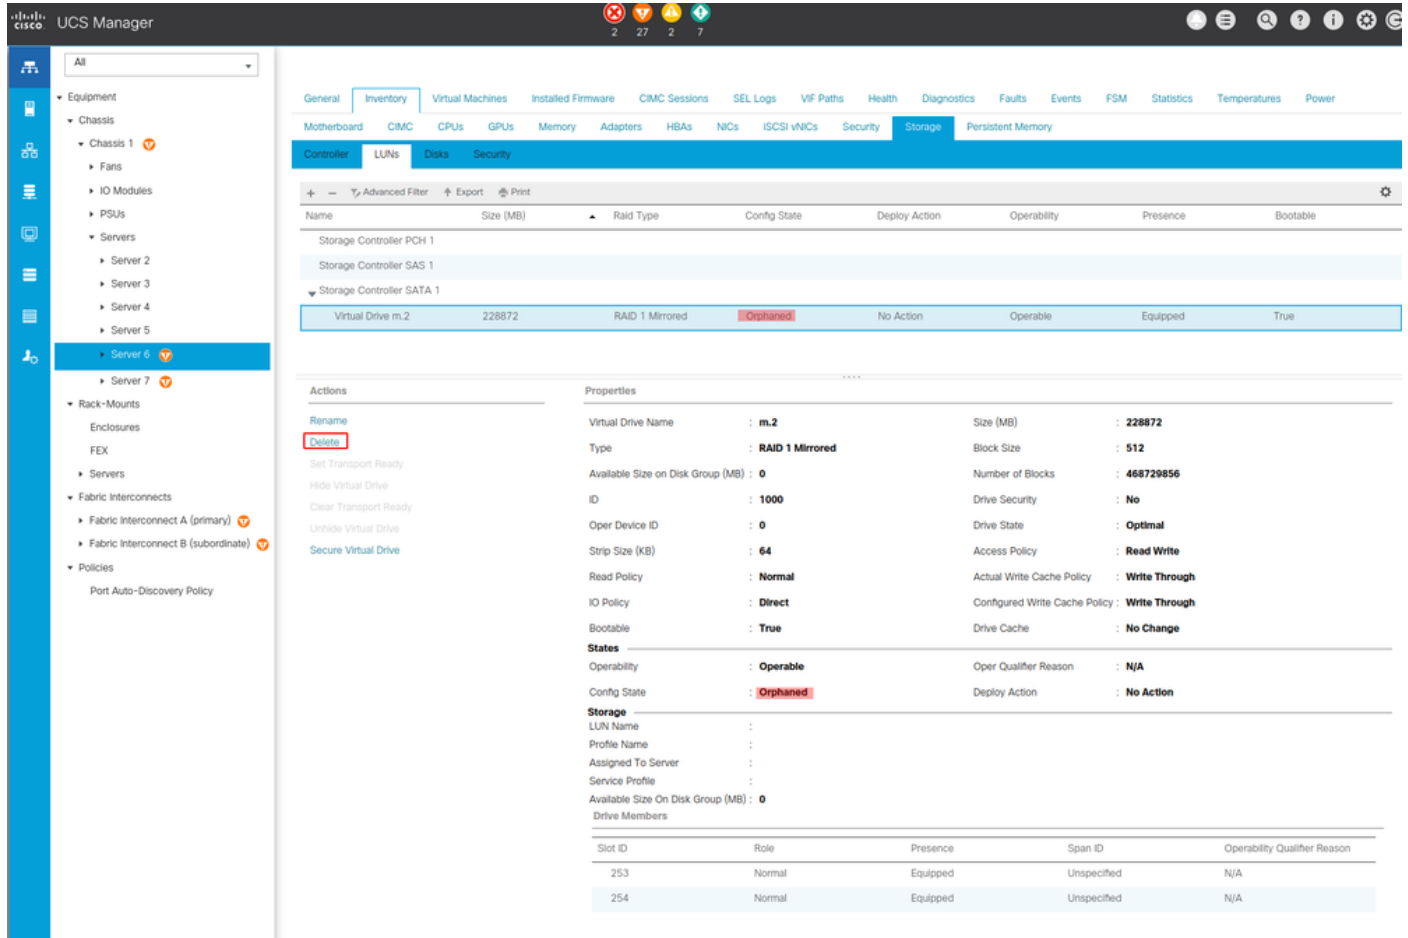 cisco UCS Manager
2 27 2 7
All
Equipment
Chassis
Chassis 1
Fans
IO Modules
PSUs
Servers
Server 2
Server 3
Server 4
Server 5
Server 6
Server 7
Rack-Mounts
Enclosures
FEX
Servers
Fabric Interconnects
Fabric Interconnect A (primary)
Fabric Interconnect B (subordinate)
Policies
Port Auto-Discovery Policy
General Inventory Virtual Machines Installed Firmware CIMC Sessions SEL Logs VIF Paths Health Diagnostics Faults Events FSM Statistics Temperatures Power
Motherboard CIMC CPUs GPUs Memory Adapters HBAs NICs iSCSI vNICs Security Storage Persistent Memory
Controller LUNs Disks Security
+ − Advanced Filter Export Print
Name Size (MB) Raid Type Config State Deploy Action Operability Presence Bootable
Storage Controller PCH 1
Storage Controller SAS 1
Storage Controller SATA 1
Virtual Drive m.2 228872 RAID 1 Mirrored Orphaned No Action Operable Equipped True
Actions
Rename
Delete
Set Transport Ready
Hide Virtual Drive
Clear Transport Ready
Unhide Virtual Drive
Secure Virtual Drive
Properties
Virtual Drive Name : m.2 Size (MB) : 228872
Type : RAID 1 Mirrored Block Size : 512
Available Size on Disk Group (MB) : 0 Number of Blocks : 468729856
ID : 1000 Drive Security : No
Oper Device ID : 0 Drive State : Optimal
Strip Size (KB) : 64 Access Policy : Read Write
Read Policy : Normal Actual Write Cache Policy : Write Through
IO Policy : Direct Configured Write Cache Policy : Write Through
Bootable : True Drive Cache : No Change
States
Operability : Operable Oper Qualifier Reason : N/A
Config State : Orphaned Deploy Action : No Action
Storage
LUN Name :
Profile Name :
Assigned To Server :
Service Profile :
Available Size On Disk Group (MB) : 0
Drive Members
Slot ID Role Presence Span ID Operability Qualifier Reason
253 Normal Equipped Unspecified N/A
254 Normal Equipped Unspecified N/A